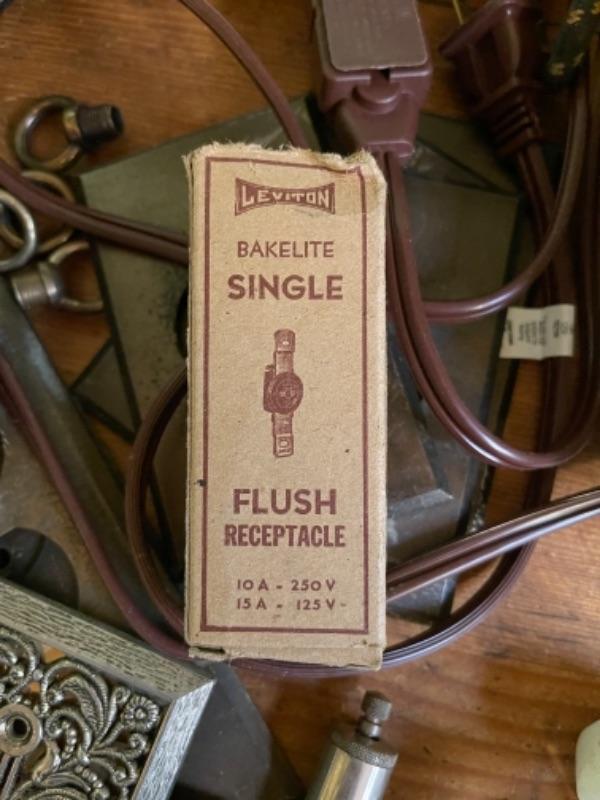 LEVITON
BAKELITE
SINGLE
FLUSH
RECEPTACLE
10 A - 250 V
15 A - 125 V-